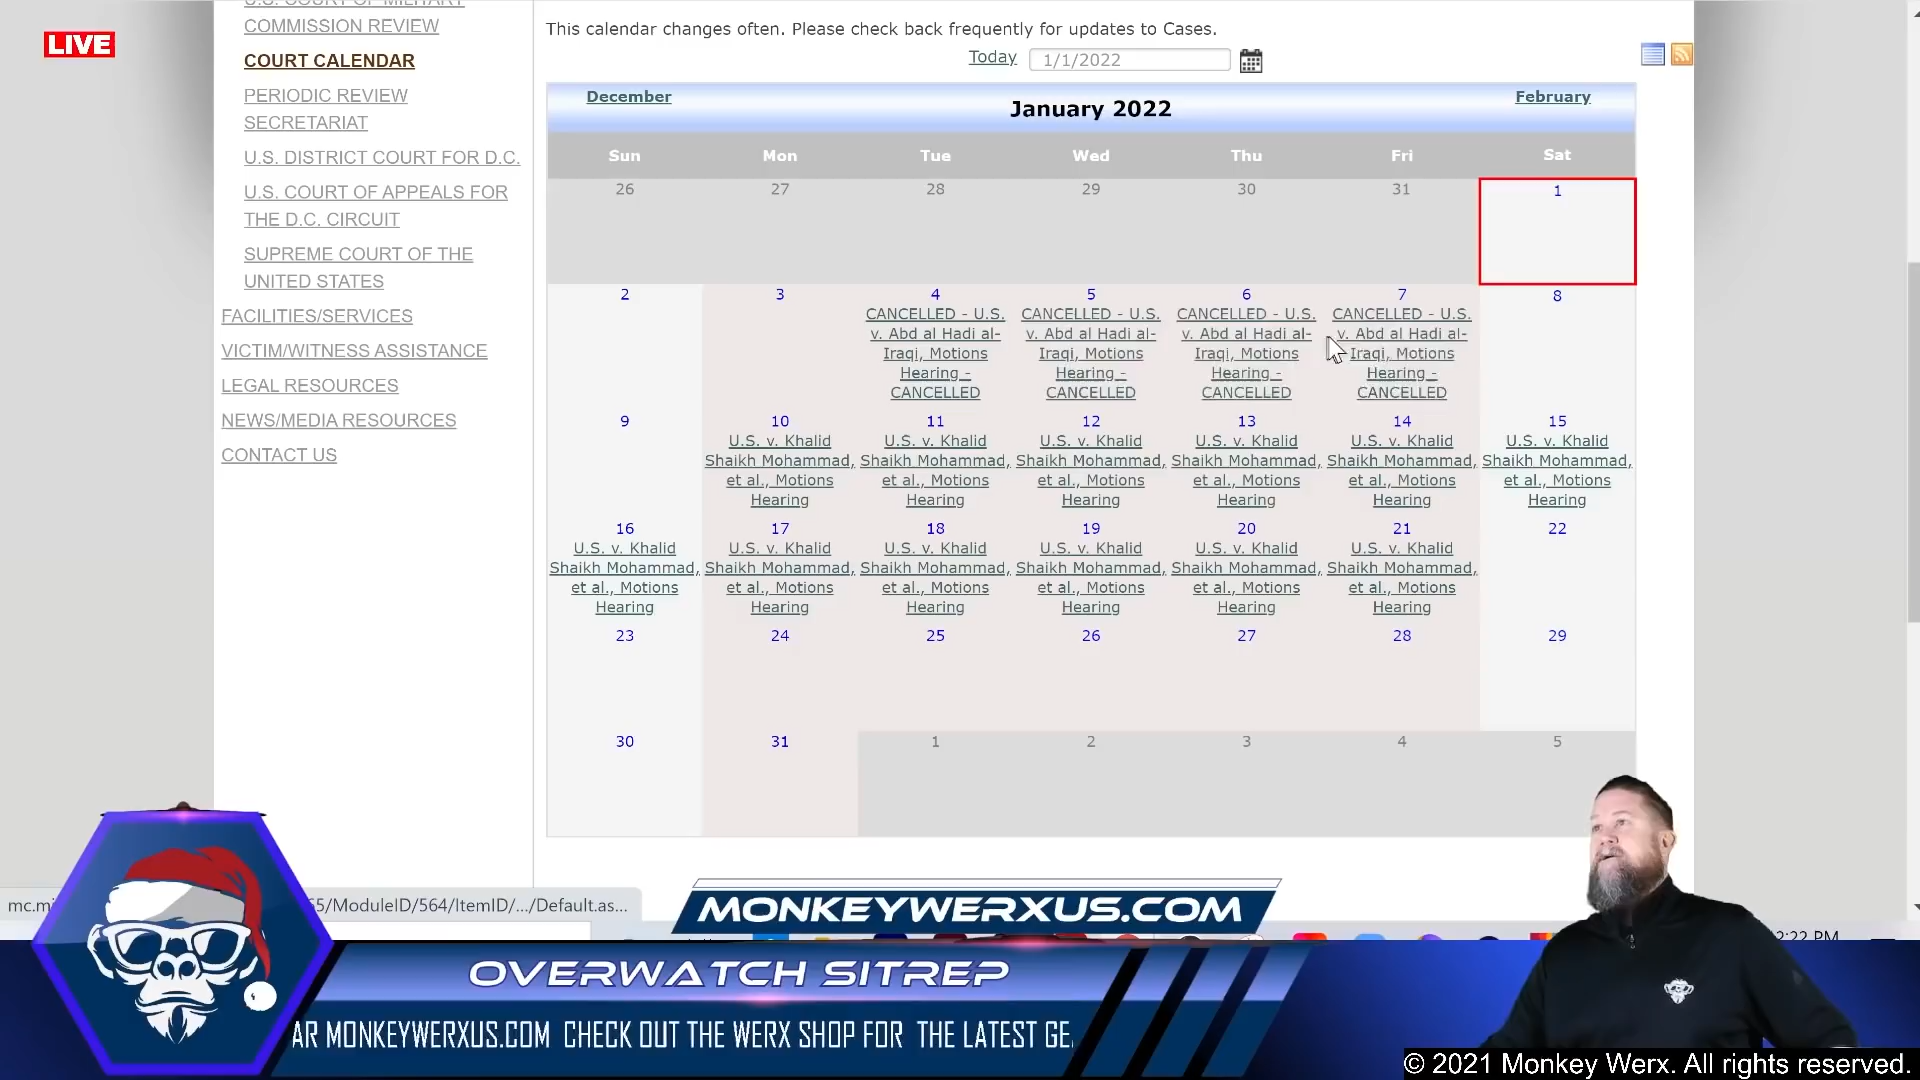 LIVE
U.S. COURT OF MILITARY
COMMISSION REVIEW
COURT CALENDAR
PERIODIC REVIEW
SECRETARIAT
U.S. DISTRICT COURT FOR D.C.
U.S. COURT OF APPEALS FOR
THE D.C. CIRCUIT
SUPREME COURT OF THE
UNITED STATES
FACILITIES/SERVICES
VICTIM/WITNESS ASSISTANCE
LEGAL RESOURCES
NEWS/MEDIA RESOURCES
CONTACT US
This calendar changes often. Please check back frequently for updates to Cases.
Today 1/1/2022
December January 2022 February
Sun Mon Tue Wed Thu Fri Sat
26 27 28 29 30 31 1
2 3 4 5 6 7 8
CANCELLED - U.S. CANCELLED - U.S. CANCELLED - U.S. CANCELLED - U.S.
v. Abd al Hadi al- v. Abd al Hadi al- v. Abd al Hadi al- v. Abd al Hadi al-
Iraqi, Motions Iraqi, Motions Iraqi, Motions Iraqi, Motions
Hearing - Hearing - Hearing - Hearing -
CANCELLED CANCELLED CANCELLED CANCELLED
9 10 11 12 13 14 15
U.S. v. Khalid U.S. v. Khalid U.S. v. Khalid U.S. v. Khalid U.S. v. Khalid U.S. v. Khalid
Shaikh Mohammad, Shaikh Mohammad, Shaikh Mohammad, Shaikh Mohammad, Shaikh Mohammad, Shaikh Mohammad,
et al., Motions et al., Motions et al., Motions et al., Motions et al., Motions et al., Motions
Hearing Hearing Hearing Hearing Hearing Hearing
16 17 18 19 20 21 22
U.S. v. Khalid U.S. v. Khalid U.S. v. Khalid U.S. v. Khalid U.S. v. Khalid U.S. v. Khalid
Shaikh Mohammad, Shaikh Mohammad, Shaikh Mohammad, Shaikh Mohammad, Shaikh Mohammad, Shaikh Mohammad,
et al., Motions et al., Motions et al., Motions et al., Motions et al., Motions et al., Motions
Hearing Hearing Hearing Hearing Hearing Hearing
23 24 25 26 27 28 29
30 31 1 2 3 4 5
mc.mi 65/ModuleID/564/ItemID/.../Default.as...
MONKEYWERXUS.COM
2:22 PM
OVERWATCH SITREP
AR MONKEYWERXUS.COM CHECK OUT THE WERX SHOP FOR THE LATEST GE
© 2021 Monkey Werx. All rights reserved.